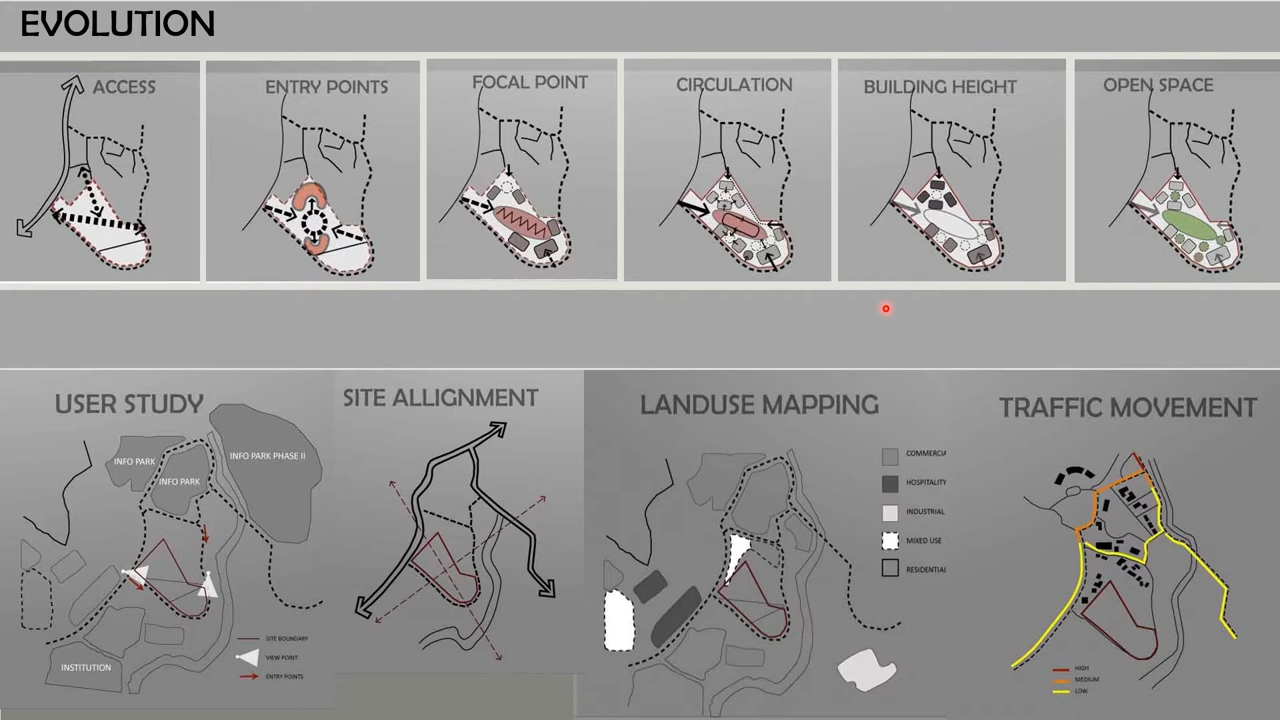 EVOLUTION
ACCESS
ENTRY POINTS
FOCAL POINT
CIRCULATION
BUILDING HEIGHT
OPEN SPACE
USER STUDY
INFO PARK
INFO PARK
INFO PARK PHASE II
INSTITUTION
SITE BOUNDARY
VIEW POINT
ENTRY POINTS
SITE ALLIGNMENT
LANDUSE MAPPING
COMMERCIA
HOSPITALITY
INDUSTRIAL
MIXED USE
RESIDENTIAL
TRAFFIC MOVEMENT
HIGH
MEDIUM
LOW